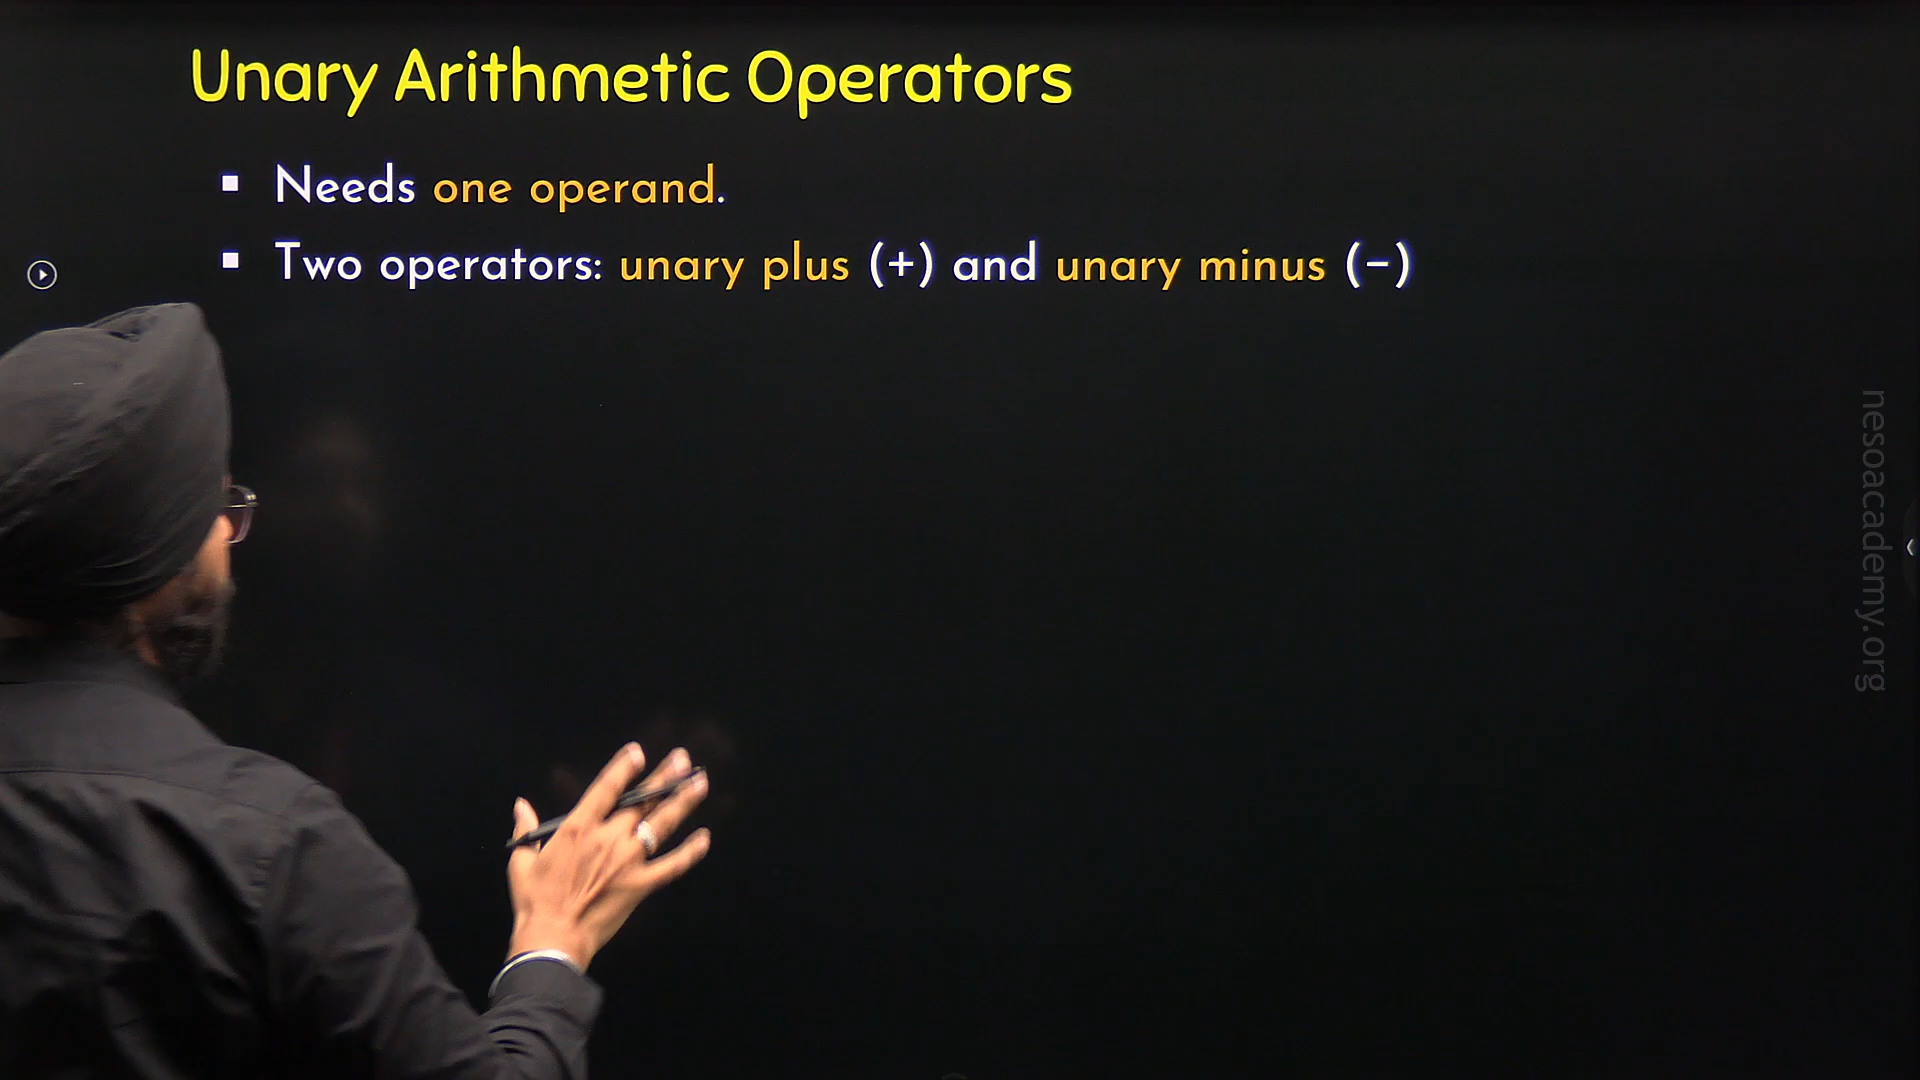 Unary Arithmetic Operators
▪ Needs one operand.
▪ Two operators: unary plus (+) and unary minus (−)
nesoacademy.org